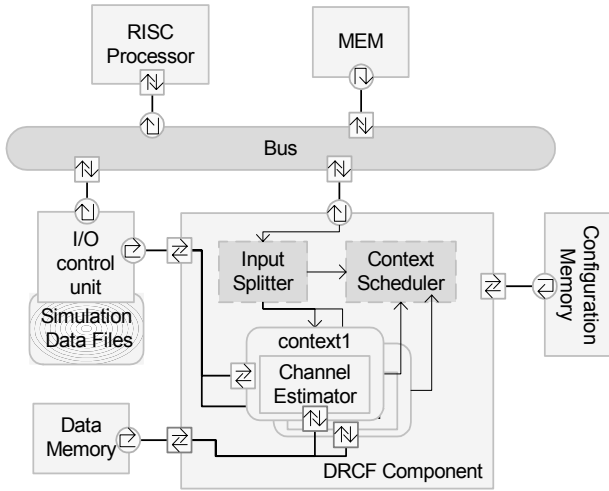 RISC
Processor
MEM
Bus
I/O
control
unit
Simulation
Data Files
Input
Splitter
Context
Scheduler
Configuration
Memory
context1
Channel
Estimator
Data
Memory
DRCF Component